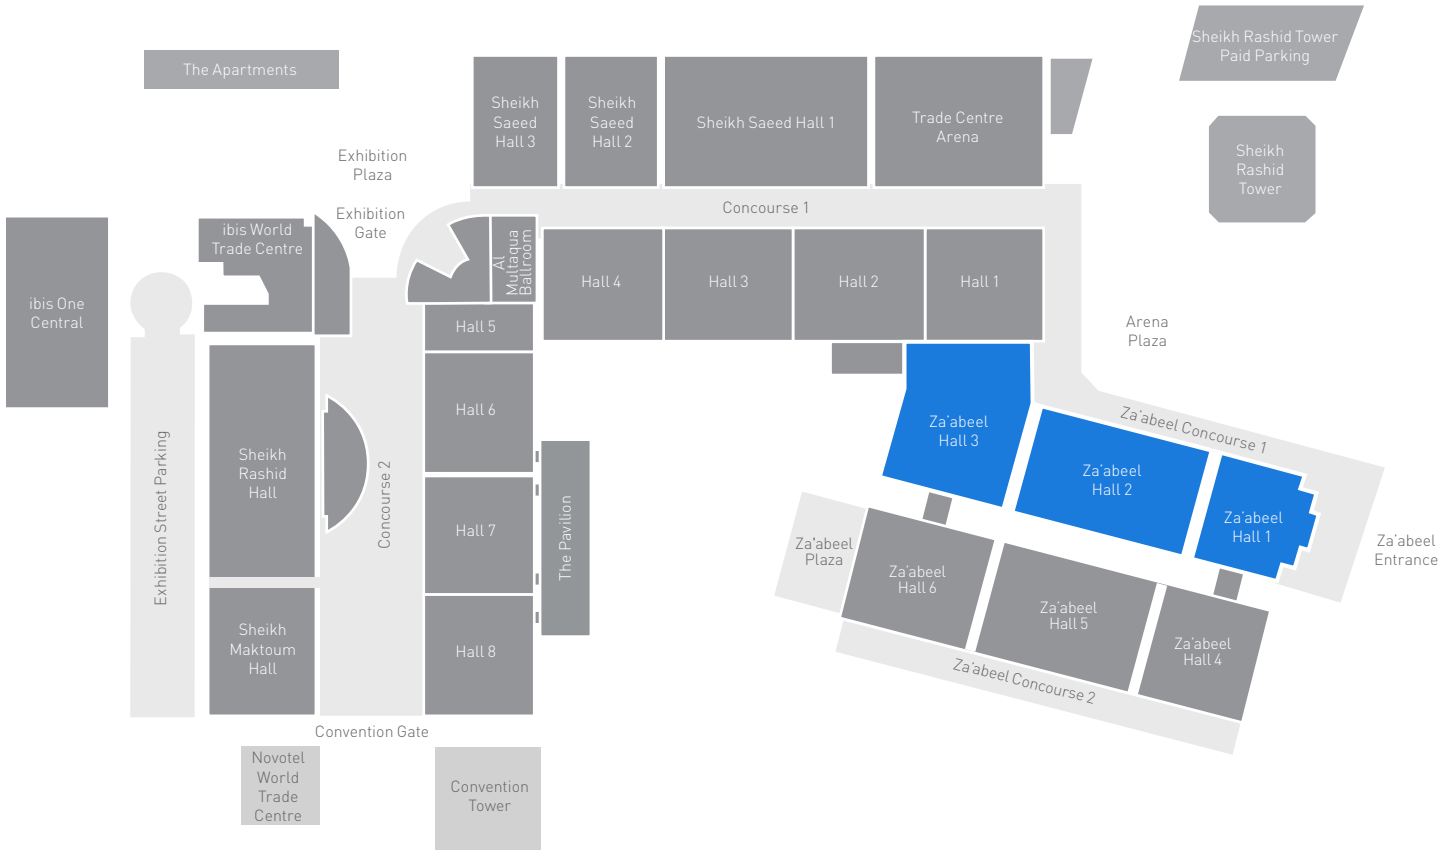 Sheikh Rashid Tower
Paid Parking
The Apartments
Sheikh
Saeed
Hall 3
Sheikh
Saeed
Hall 2
Sheikh Saeed Hall 1
Trade Centre
Arena
Sheikh
Rashid
Tower
Exhibition
Plaza
Exhibition
Gate
Concourse 1
ibis World
Trade Centre
Al
Multaqua
Ballroom
Hall 4
Hall 3
Hall 2
Hall 1
ibis One
Central
Hall 5
Arena
Plaza
Hall 6
Za'abeel
Hall 3
Za'abeel Concourse 1
Sheikh
Rashid
Hall
Exhibition Street Parking
Concourse 2
Za'abeel
Hall 2
Za'abeel
Hall 1
Hall 7
The Pavilion
Za'abeel
Plaza
Za'abeel
Entrance
Za'abeel
Hall 6
Za'abeel
Hall 5
Za'abeel
Hall 4
Sheikh
Maktoum
Hall
Hall 8
Za'abeel Concourse 2
Convention Gate
Novotel
World
Trade
Centre
Convention
Tower